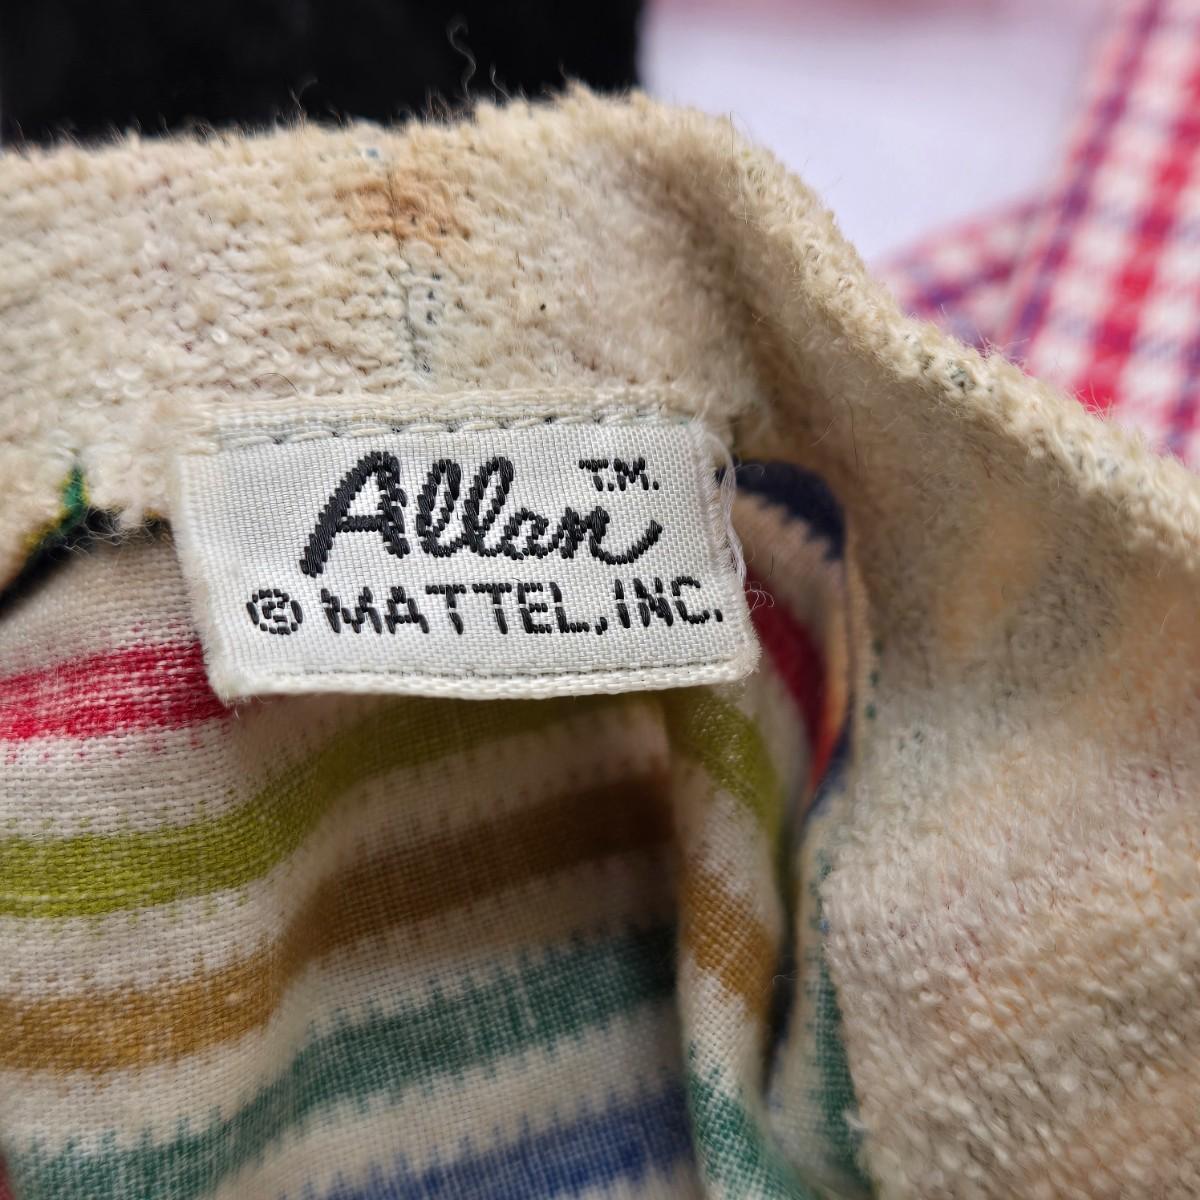 Allan T.M.
© MATTEL, INC.